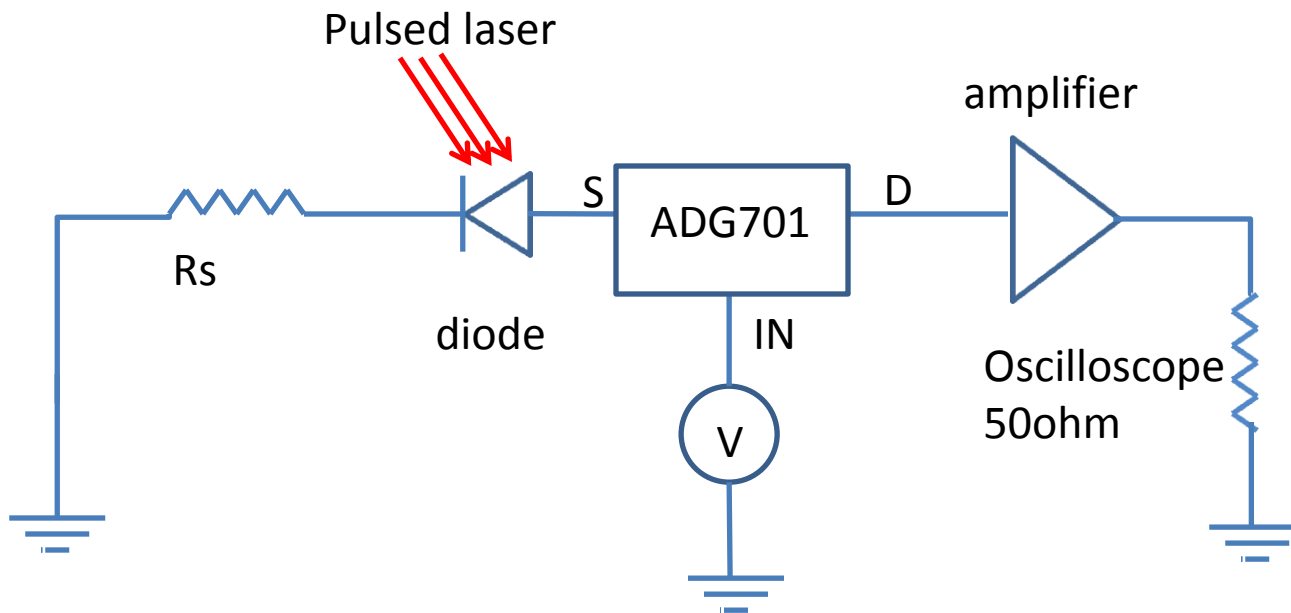 Pulsed laser
amplifier
S
ADG701
D
Rs
diode
IN
Oscilloscope
50ohm
V